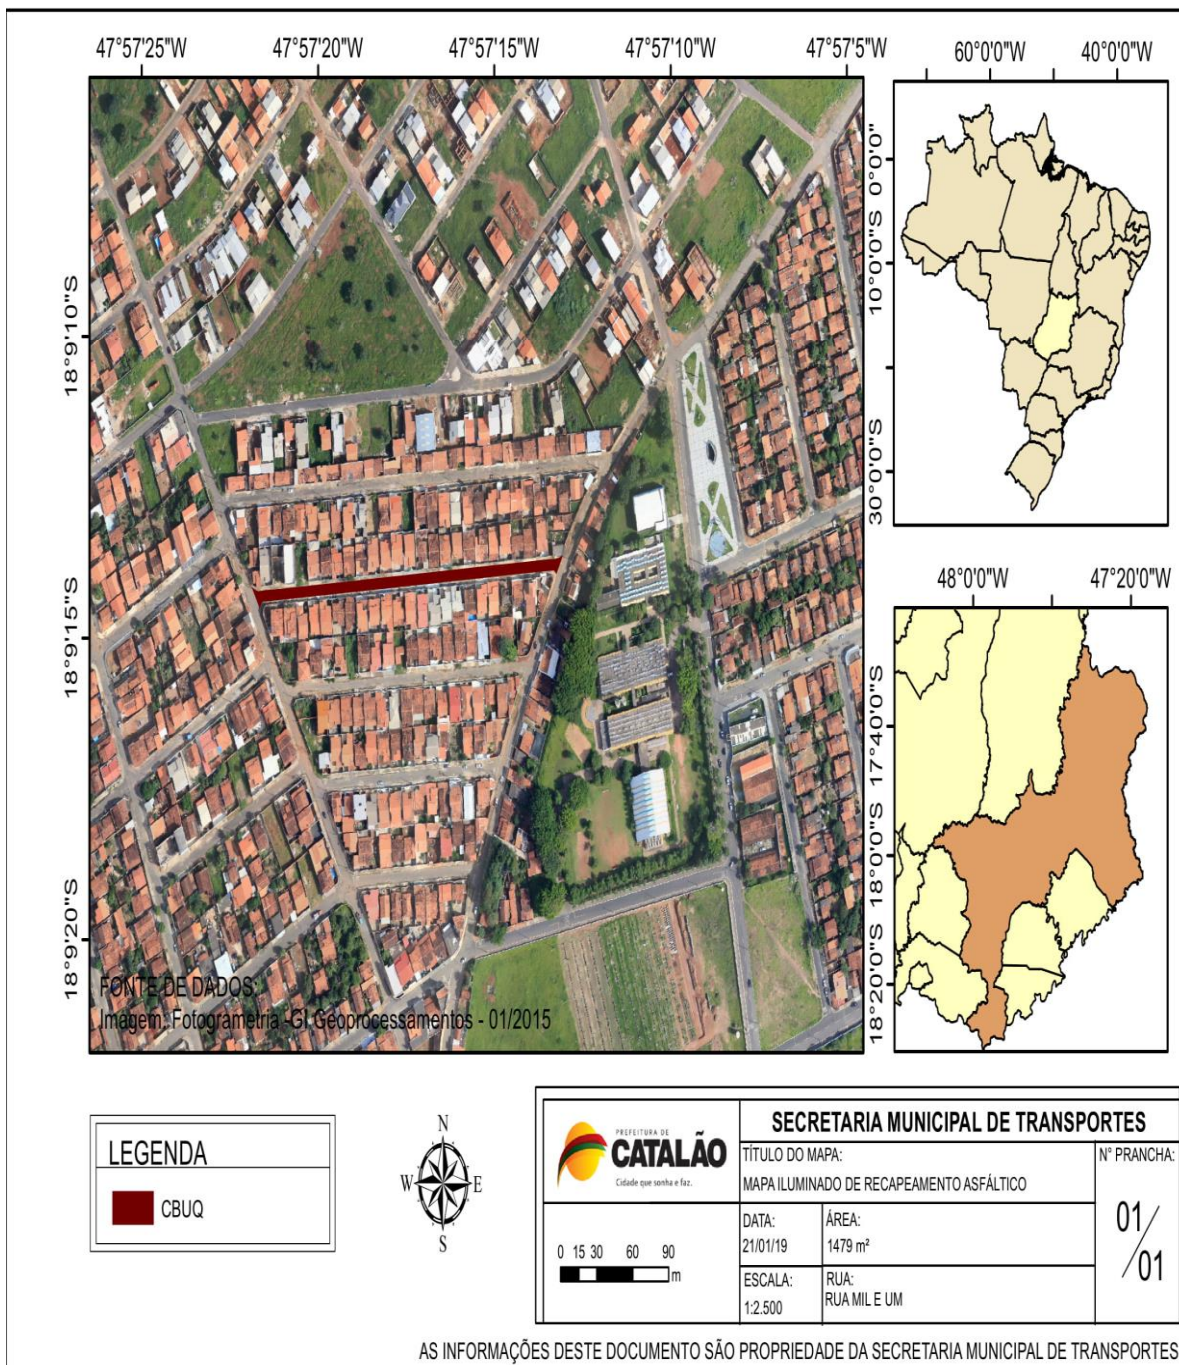 47°57'25"W 47°57'20"W 47°57'15"W 47°57'10"W 47°57'5"W
18°9'10"S
18°9'15"S
18°9'20"S
FONTE DE DADOS:
Imagem: Fotogrametria -GI Geoprocessamentos - 01/2015
60°0'0"W 40°0'0"W
0°0'0"
10°0'0"S
30°0'0"S
48°0'0"W 47°20'0"W
17°40'0"S
18°0'0"S
18°20'0"S
LEGENDA
CBUQ
N
W E
S
PREFEITURA DE
CATALÃO
Cidade que sonha e faz.
0 15 30 60 90
m
SECRETARIA MUNICIPAL DE TRANSPORTES
TÍTULO DO MAPA:
MAPA ILUMINADO DE RECAPEAMENTO ASFÁLTICO
N° PRANCHA:
01/01
DATA:
21/01/19
ÁREA:
1479 m²
ESCALA:
1:2.500
RUA:
RUA MIL E UM
AS INFORMAÇÕES DESTE DOCUMENTO SÃO PROPRIEDADE DA SECRETARIA MUNICIPAL DE TRANSPORTES